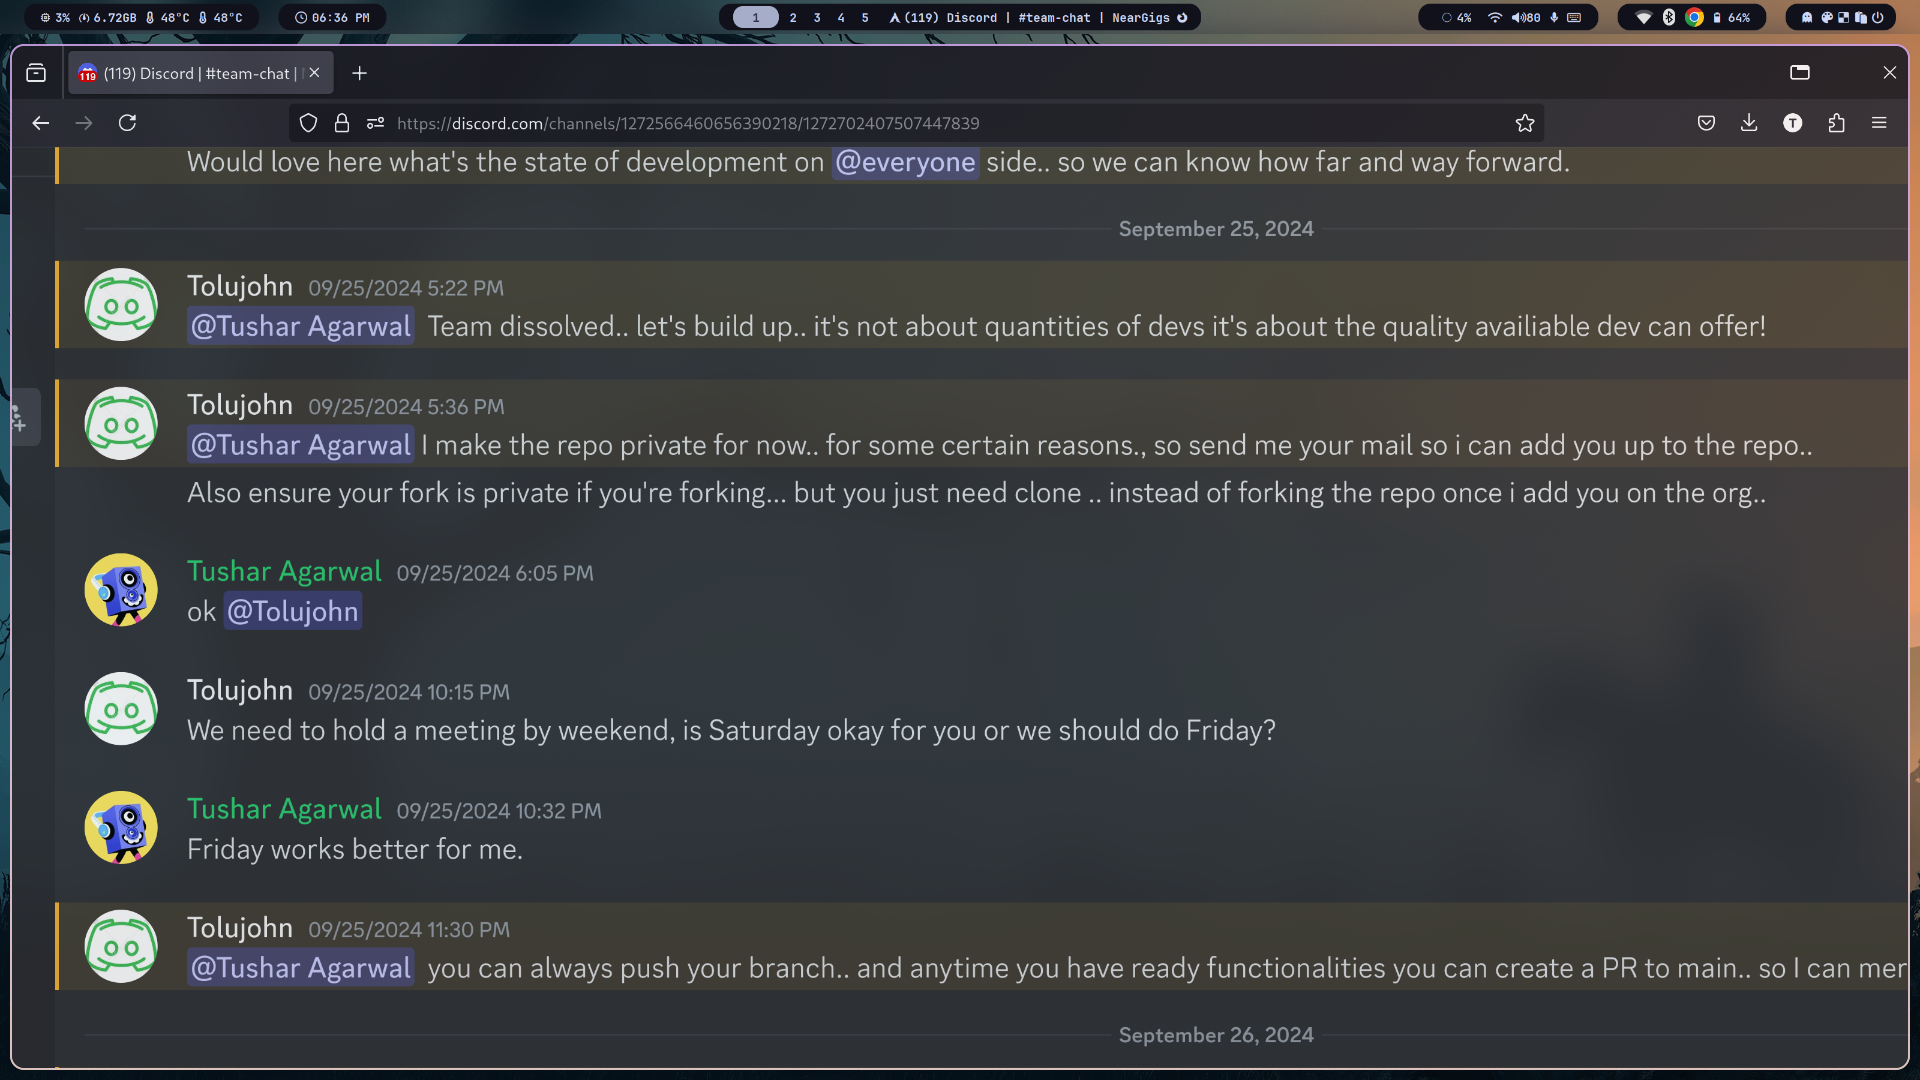 3% 6.72GB 48°C 48°C 06:36 PM 1 2 3 4 5 (119) Discord | #team-chat | NearGigs 4% 80 64%
119 (119) Discord | #team-chat |
https://discord.com/channels/1272566460656390218/1272702407507447839 T
Would love here what's the state of development on @everyone side.. so we can know how far and way forward.
September 25, 2024
Tolujohn 09/25/2024 5:22 PM
@Tushar Agarwal Team dissolved.. let's build up.. it's not about quantities of devs it's about the quality availiable dev can offer!
Tolujohn 09/25/2024 5:36 PM
@Tushar Agarwal I make the repo private for now.. for some certain reasons., so send me your mail so i can add you up to the repo..
Also ensure your fork is private if you're forking... but you just need clone .. instead of forking the repo once i add you on the org..
Tushar Agarwal 09/25/2024 6:05 PM
ok @Tolujohn
Tolujohn 09/25/2024 10:15 PM
We need to hold a meeting by weekend, is Saturday okay for you or we should do Friday?
Tushar Agarwal 09/25/2024 10:32 PM
Friday works better for me.
Tolujohn 09/25/2024 11:30 PM
@Tushar Agarwal you can always push your branch.. and anytime you have ready functionalities you can create a PR to main.. so I can mer
September 26, 2024